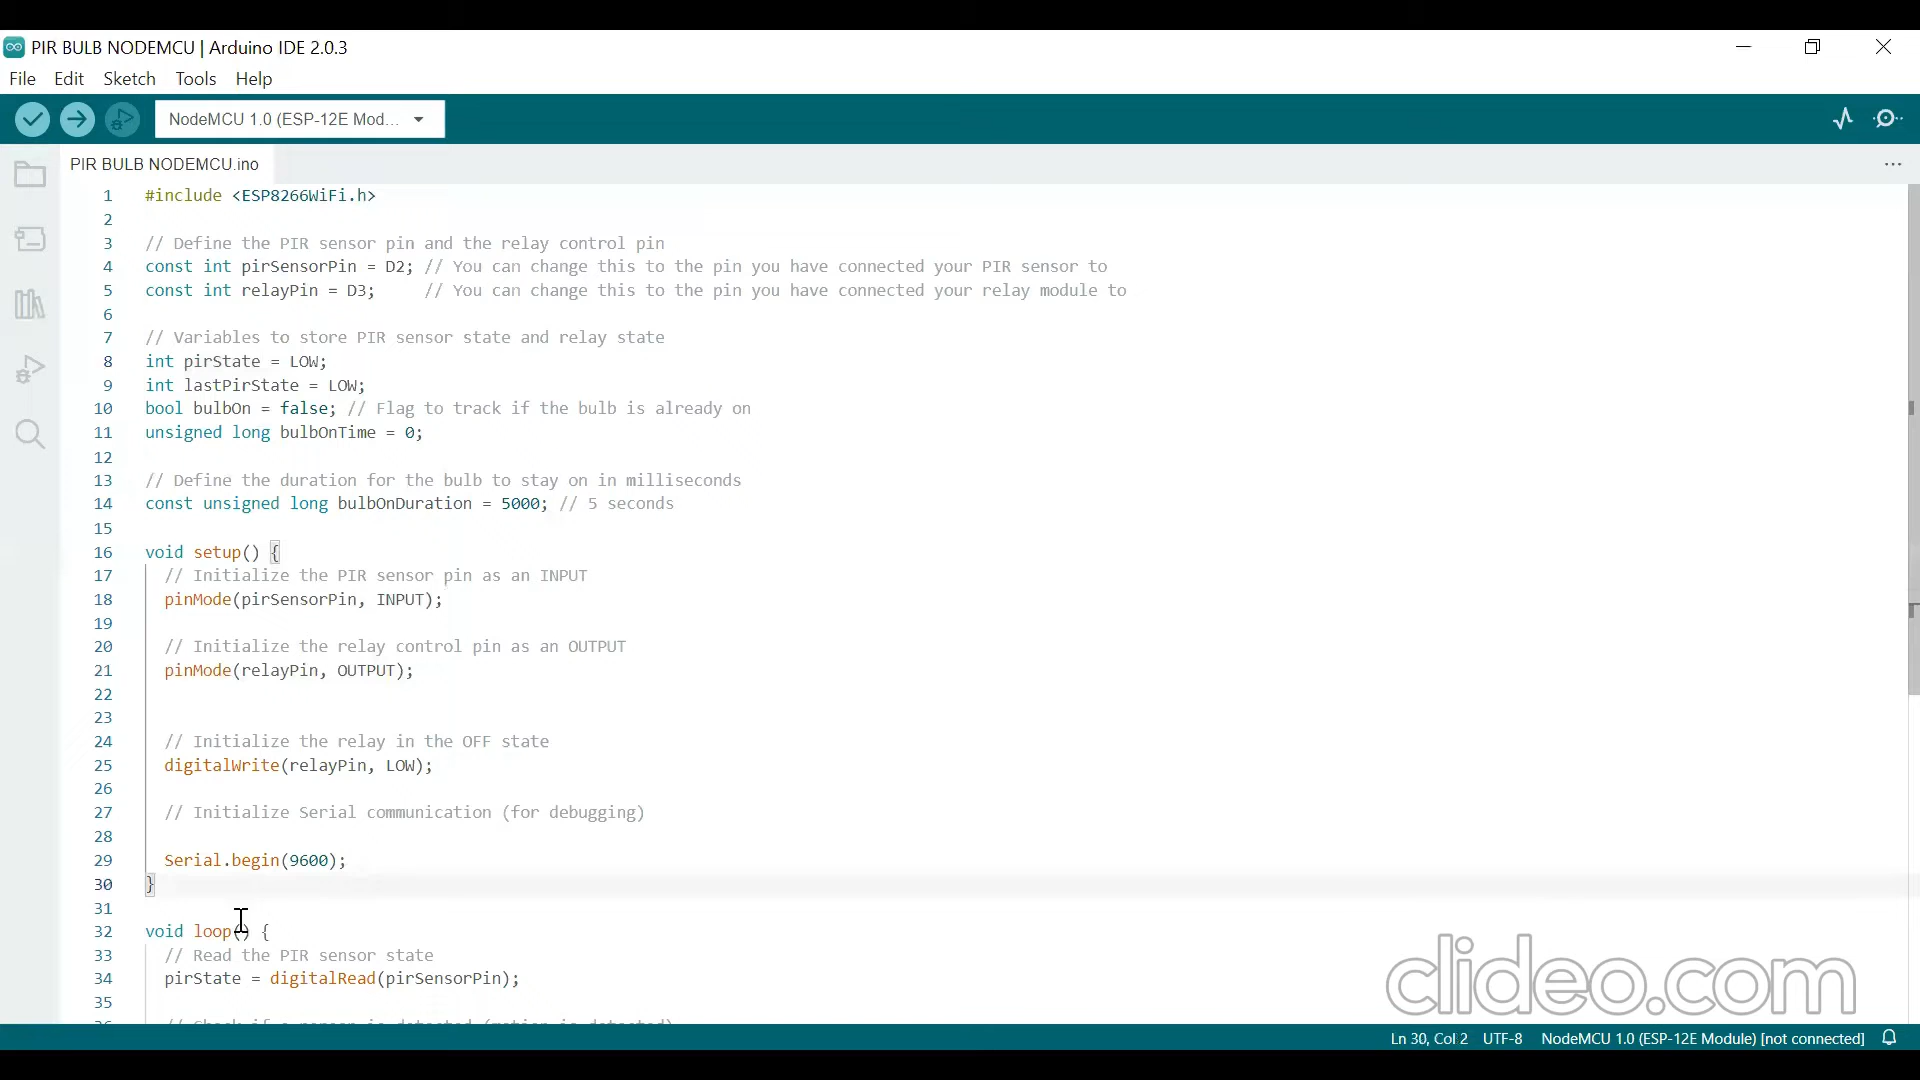 PIR BULB NODEMCU | Arduino IDE 2.0.3
File Edit Sketch Tools Help
NodeMCU 1.0 (ESP-12E Mod...
PIR BULB NODEMCU.ino
1 #include <ESP8266WiFi.h>
2
3 // Define the PIR sensor pin and the relay control pin
4 const int pirSensorPin = D2; // You can change this to the pin you have connected your PIR sensor to
5 const int relayPin = D3;     // You can change this to the pin you have connected your relay module to
6
7 // Variables to store PIR sensor state and relay state
8 int pirState = LOW;
9 int lastPirState = LOW;
10 bool bulbOn = false; // Flag to track if the bulb is already on
11 unsigned long bulbOnTime = 0;
12
13 // Define the duration for the bulb to stay on in milliseconds
14 const unsigned long bulbOnDuration = 5000; // 5 seconds
15
16 void setup() {
17   // Initialize the PIR sensor pin as an INPUT
18   pinMode(pirSensorPin, INPUT);
19
20   // Initialize the relay control pin as an OUTPUT
21   pinMode(relayPin, OUTPUT);
22
23
24   // Initialize the relay in the OFF state
25   digitalWrite(relayPin, LOW);
26
27   // Initialize Serial communication (for debugging)
28
29   Serial.begin(9600);
30 }
31
32 void loop() {
33   // Read the PIR sensor state
34   pirState = digitalRead(pirSensorPin);
35
clideo.com
Ln 30, Col 2 UTF-8 NodeMCU 1.0 (ESP-12E Module) [not connected]